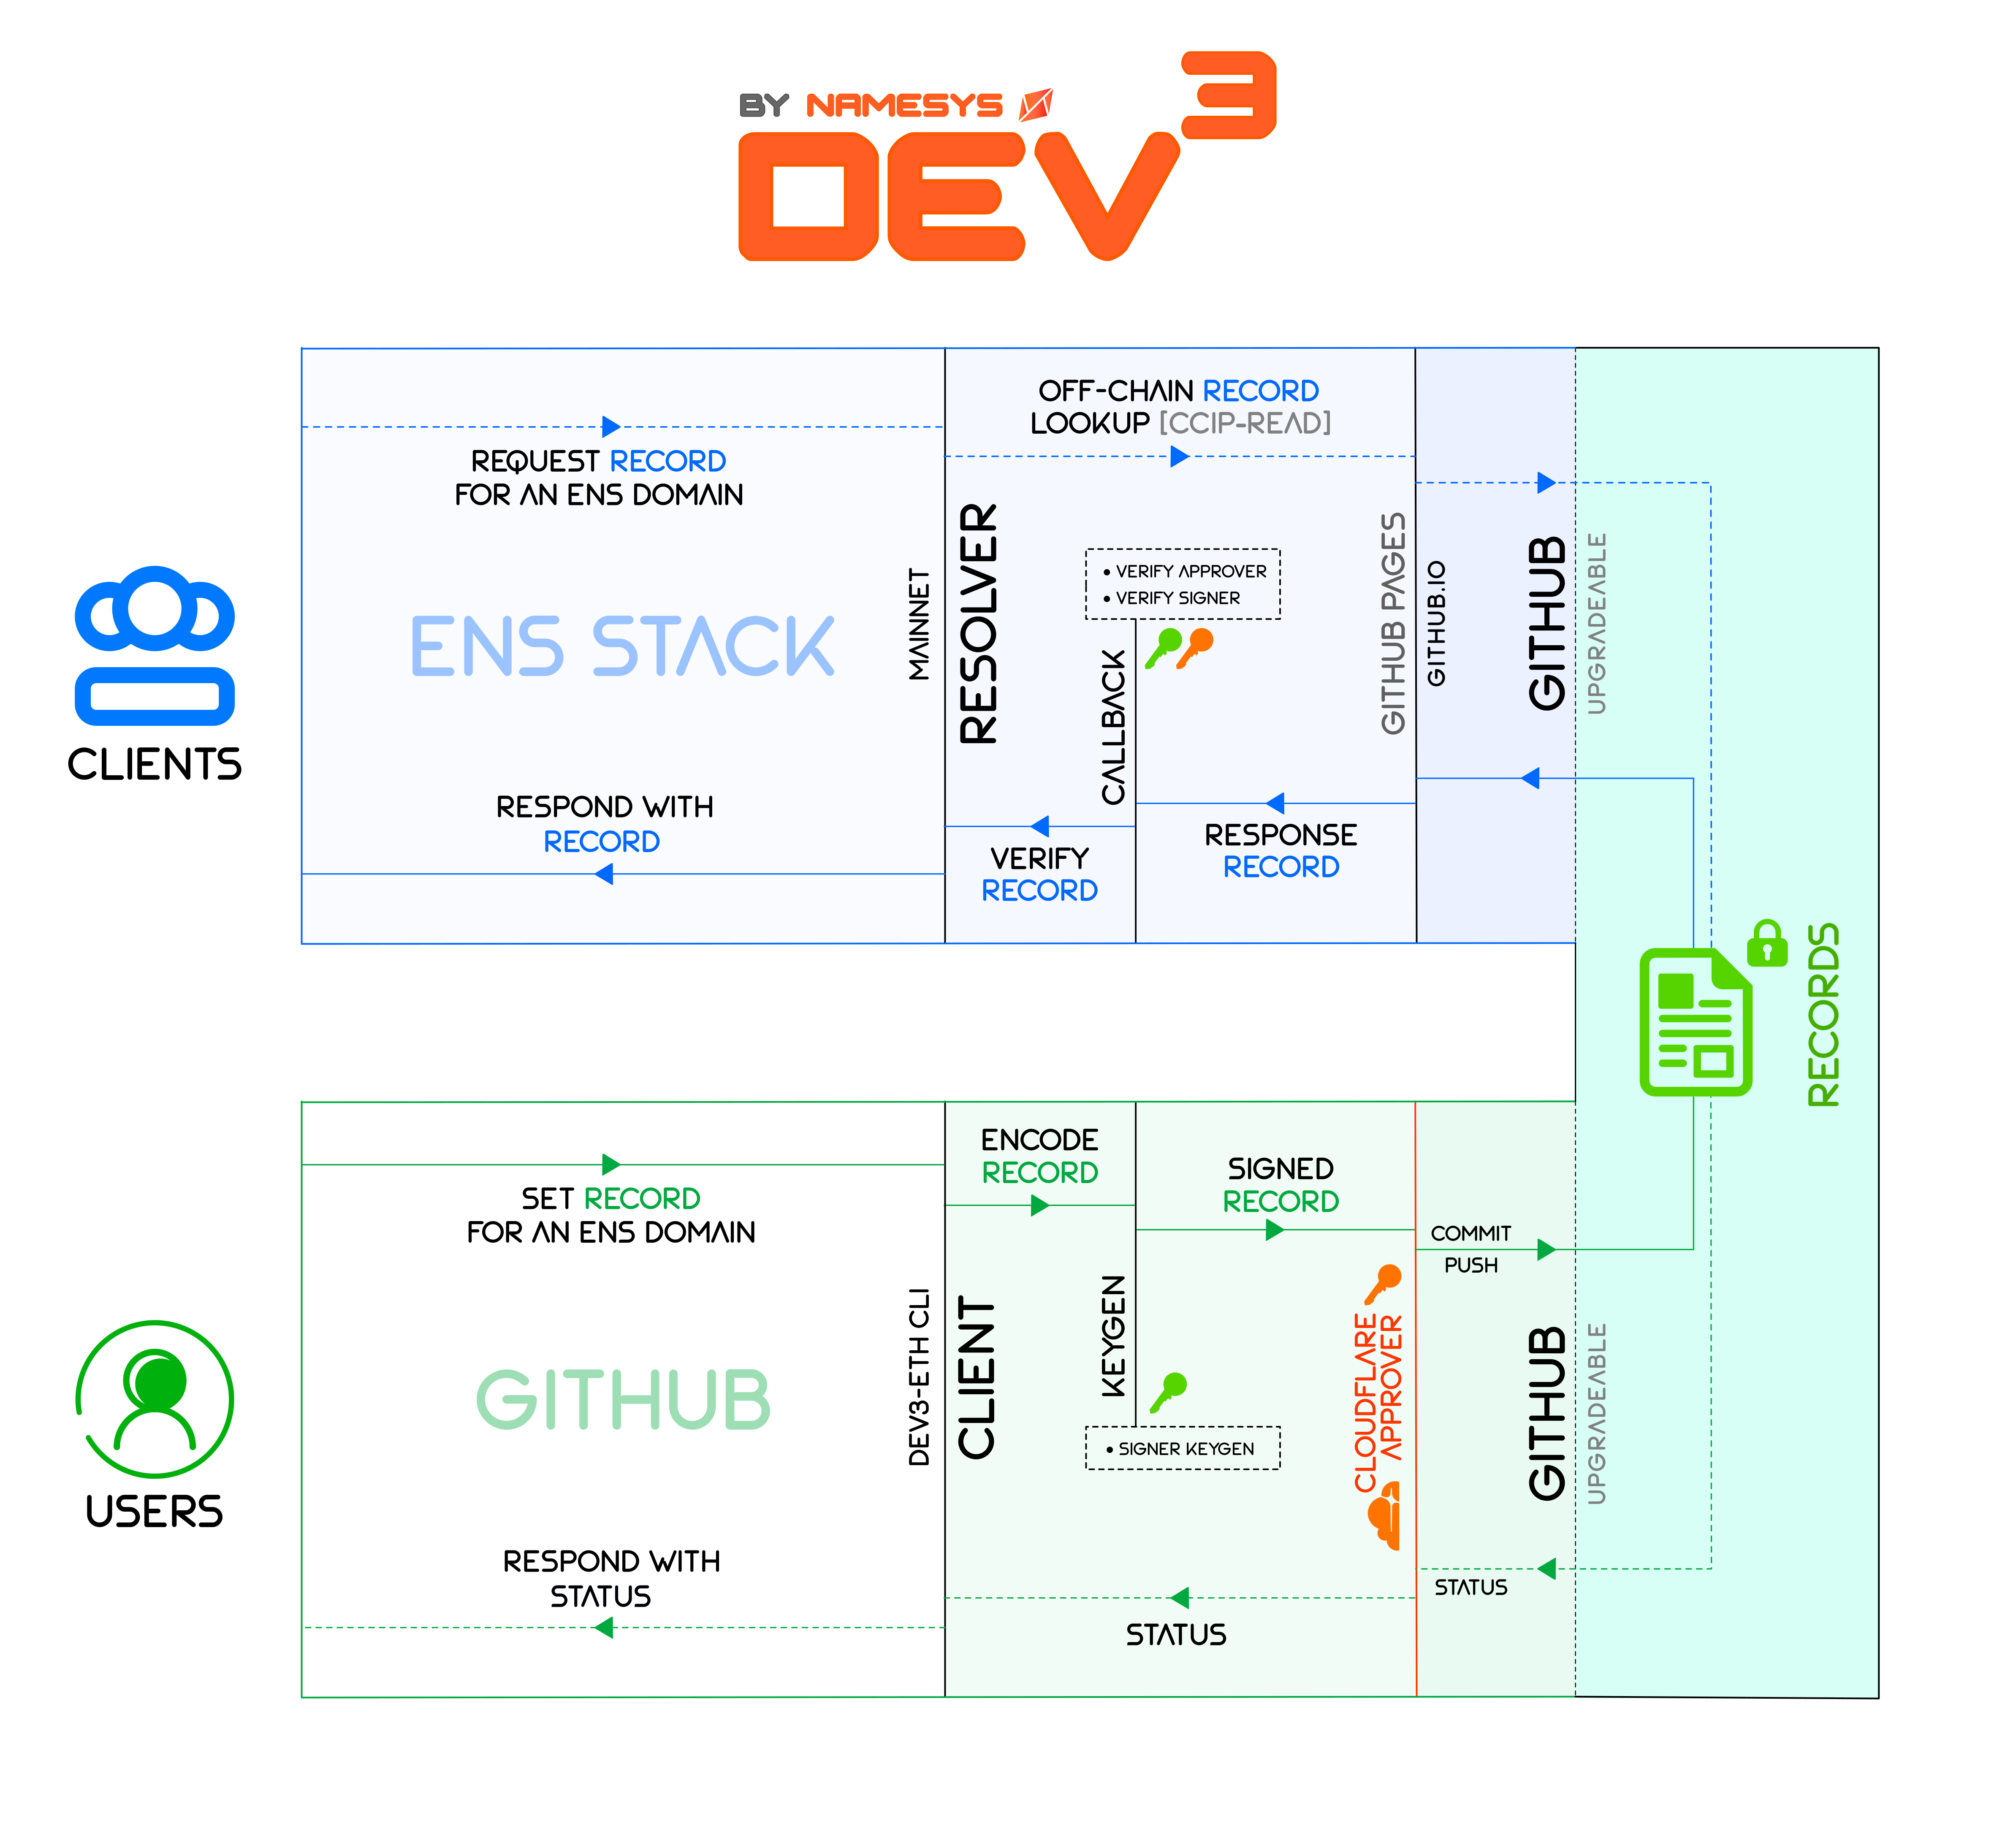 BY NAMESYS
DEV3
OFF-CHAIN RECORD
LOOKUP [CCIP-READ]
REQUEST RECORD
FOR AN ENS DOMAIN
ENS STACK
MAINNET
RESOLVER
• VERIFY APPROVER
• VERIFY SIGNER
CALLBACK
GITHUB PAGES
GITHUB.IO
GITHUB
UPGRADEABLE
CLIENTS
RESPOND WITH
RECORD
VERIFY
RECORD
RESPONSE
RECORD
RECORDS
ENCODE
RECORD
SIGNED
RECORD
SET RECORD
FOR AN ENS DOMAIN
COMMIT
PUSH
GITHUB
DEV3-ETH CLI
CLIENT
KEYGEN
• SIGNER KEYGEN
CLOUDFLARE
APPROVER
GITHUB
UPGRADEABLE
USERS
RESPOND WITH
STATUS
STATUS
STATUS